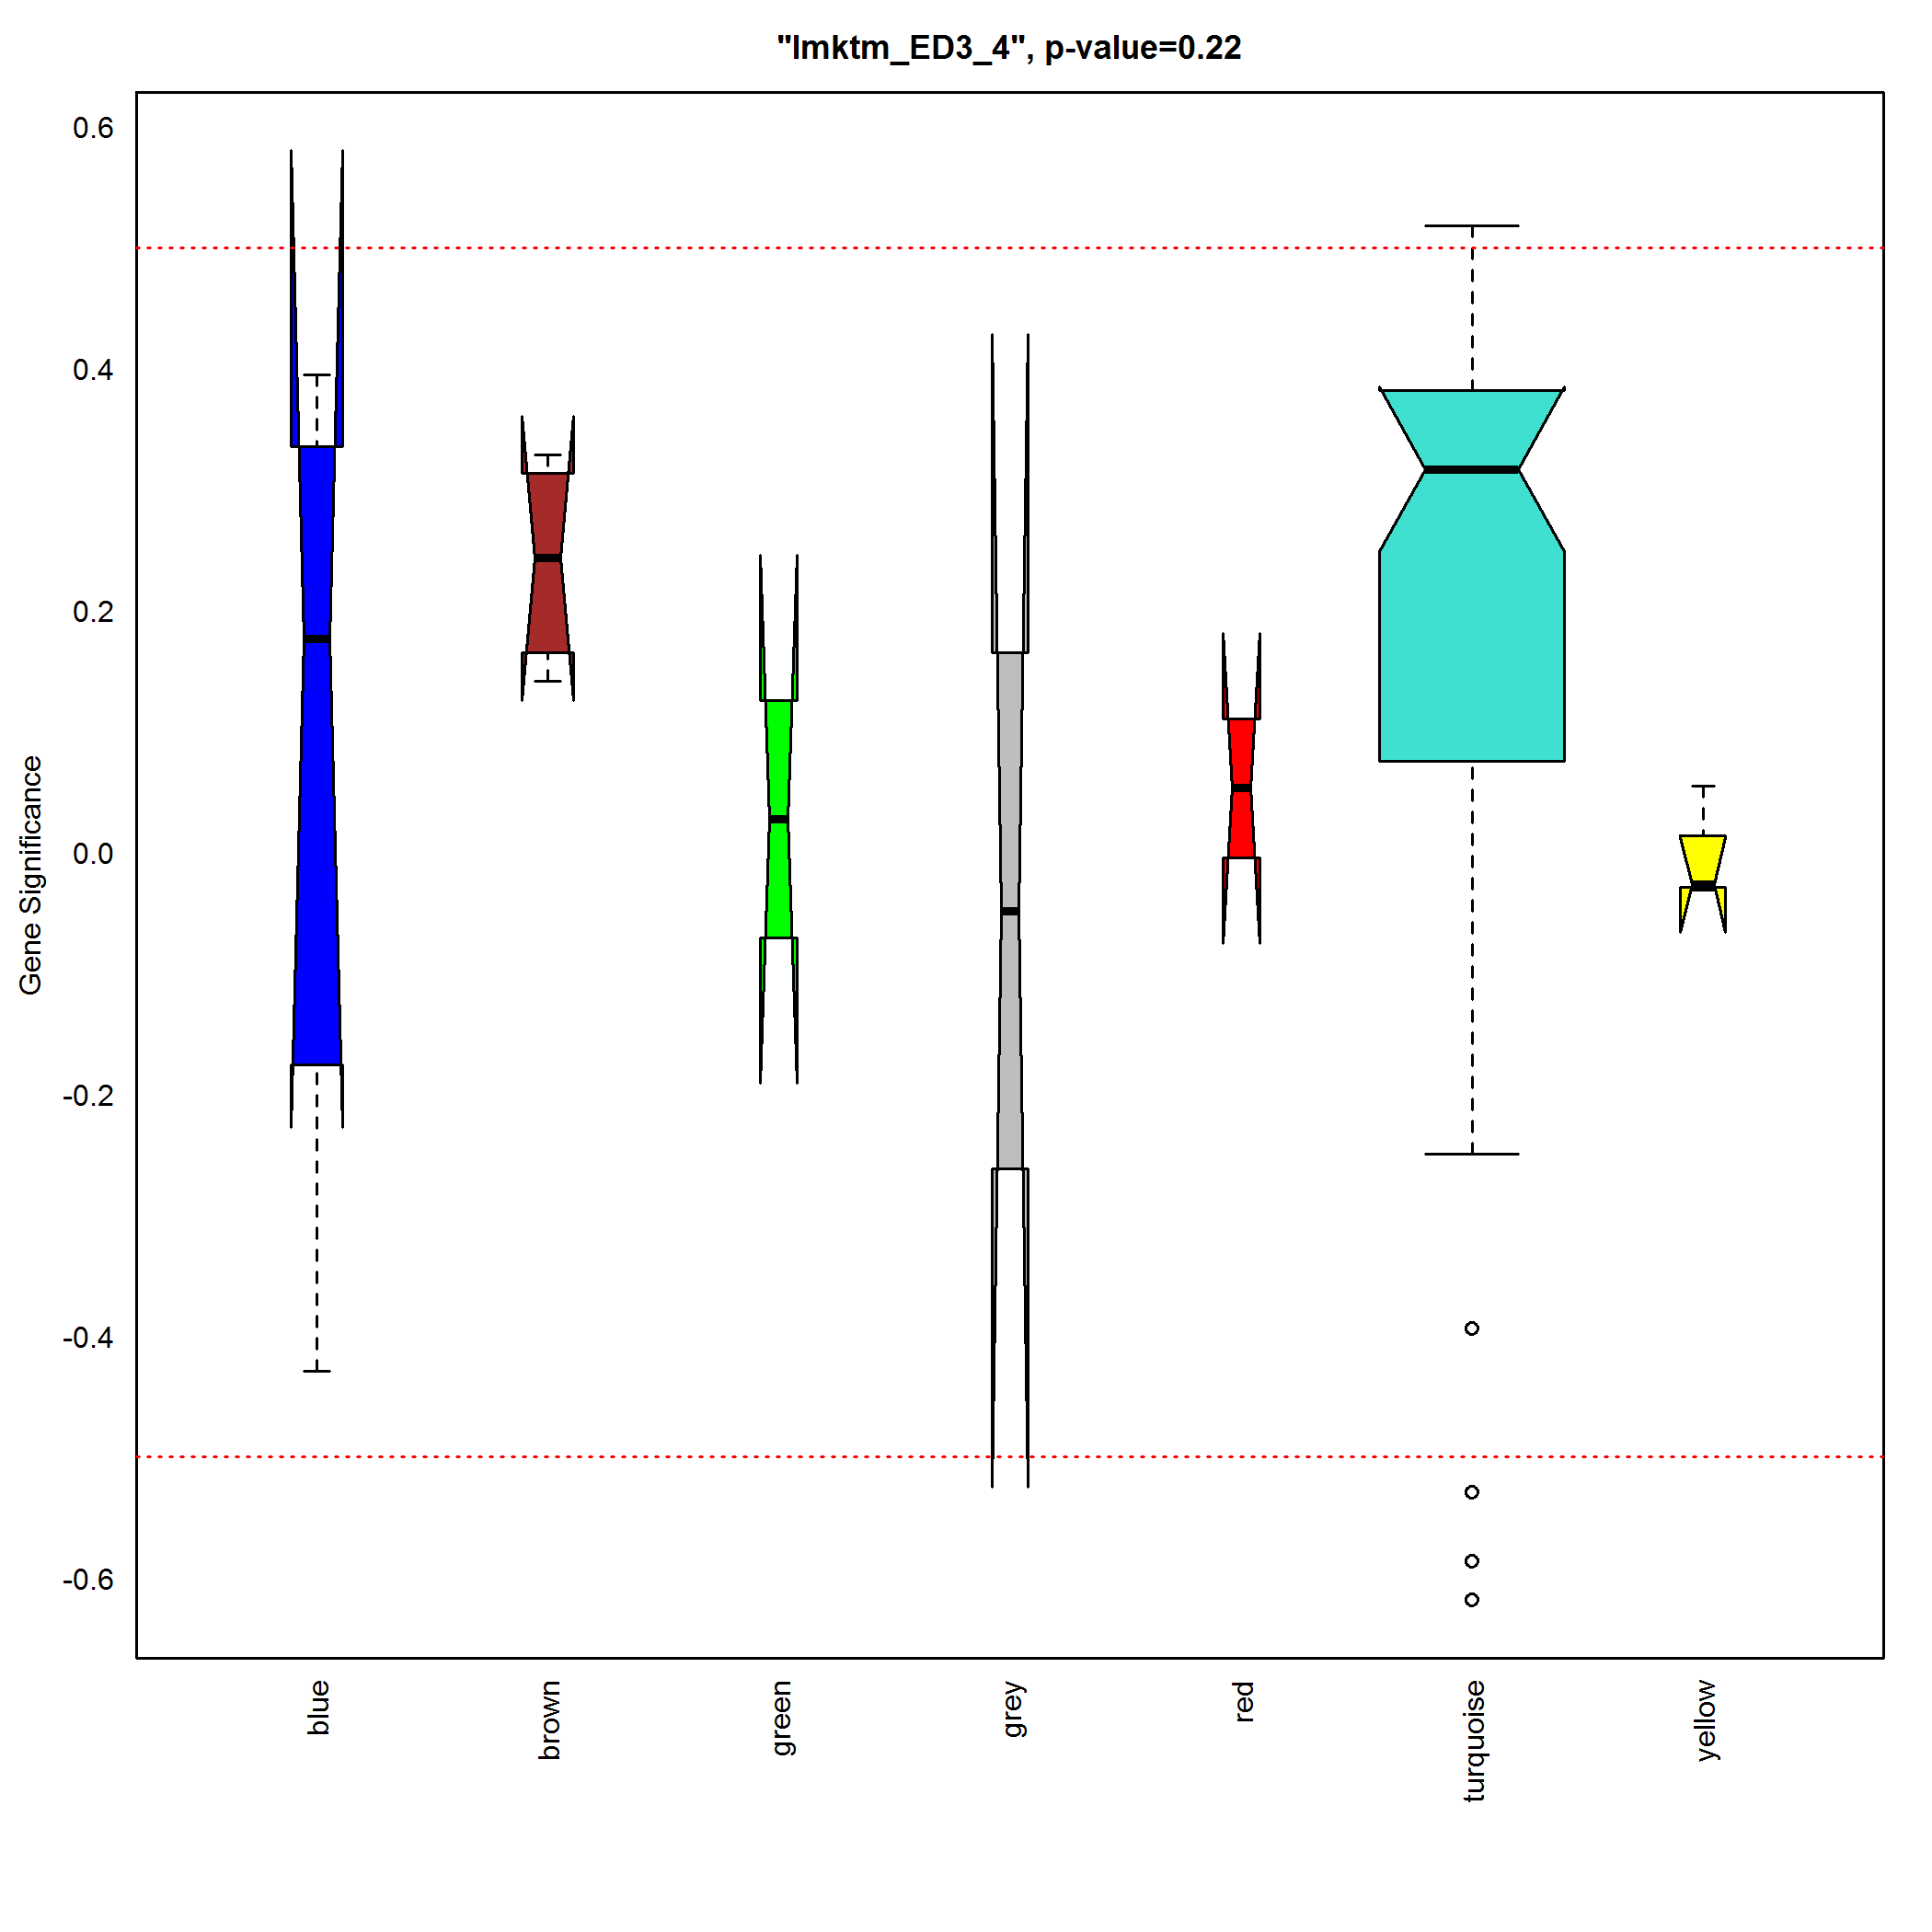 "lmktm_ED3_4", p-value=0.22
Gene Significance
0.6
0.4
0.2
0.0
-0.2
-0.4
-0.6
blue
brown
green
grey
red
turquoise
yellow